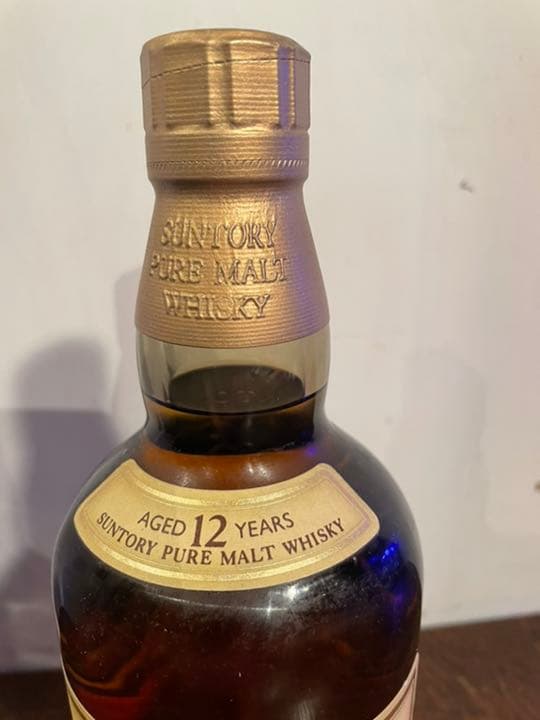 SUNTORY
PURE MALT
WHISKY
AGED 12 YEARS
SUNTORY PURE MALT WHISKY